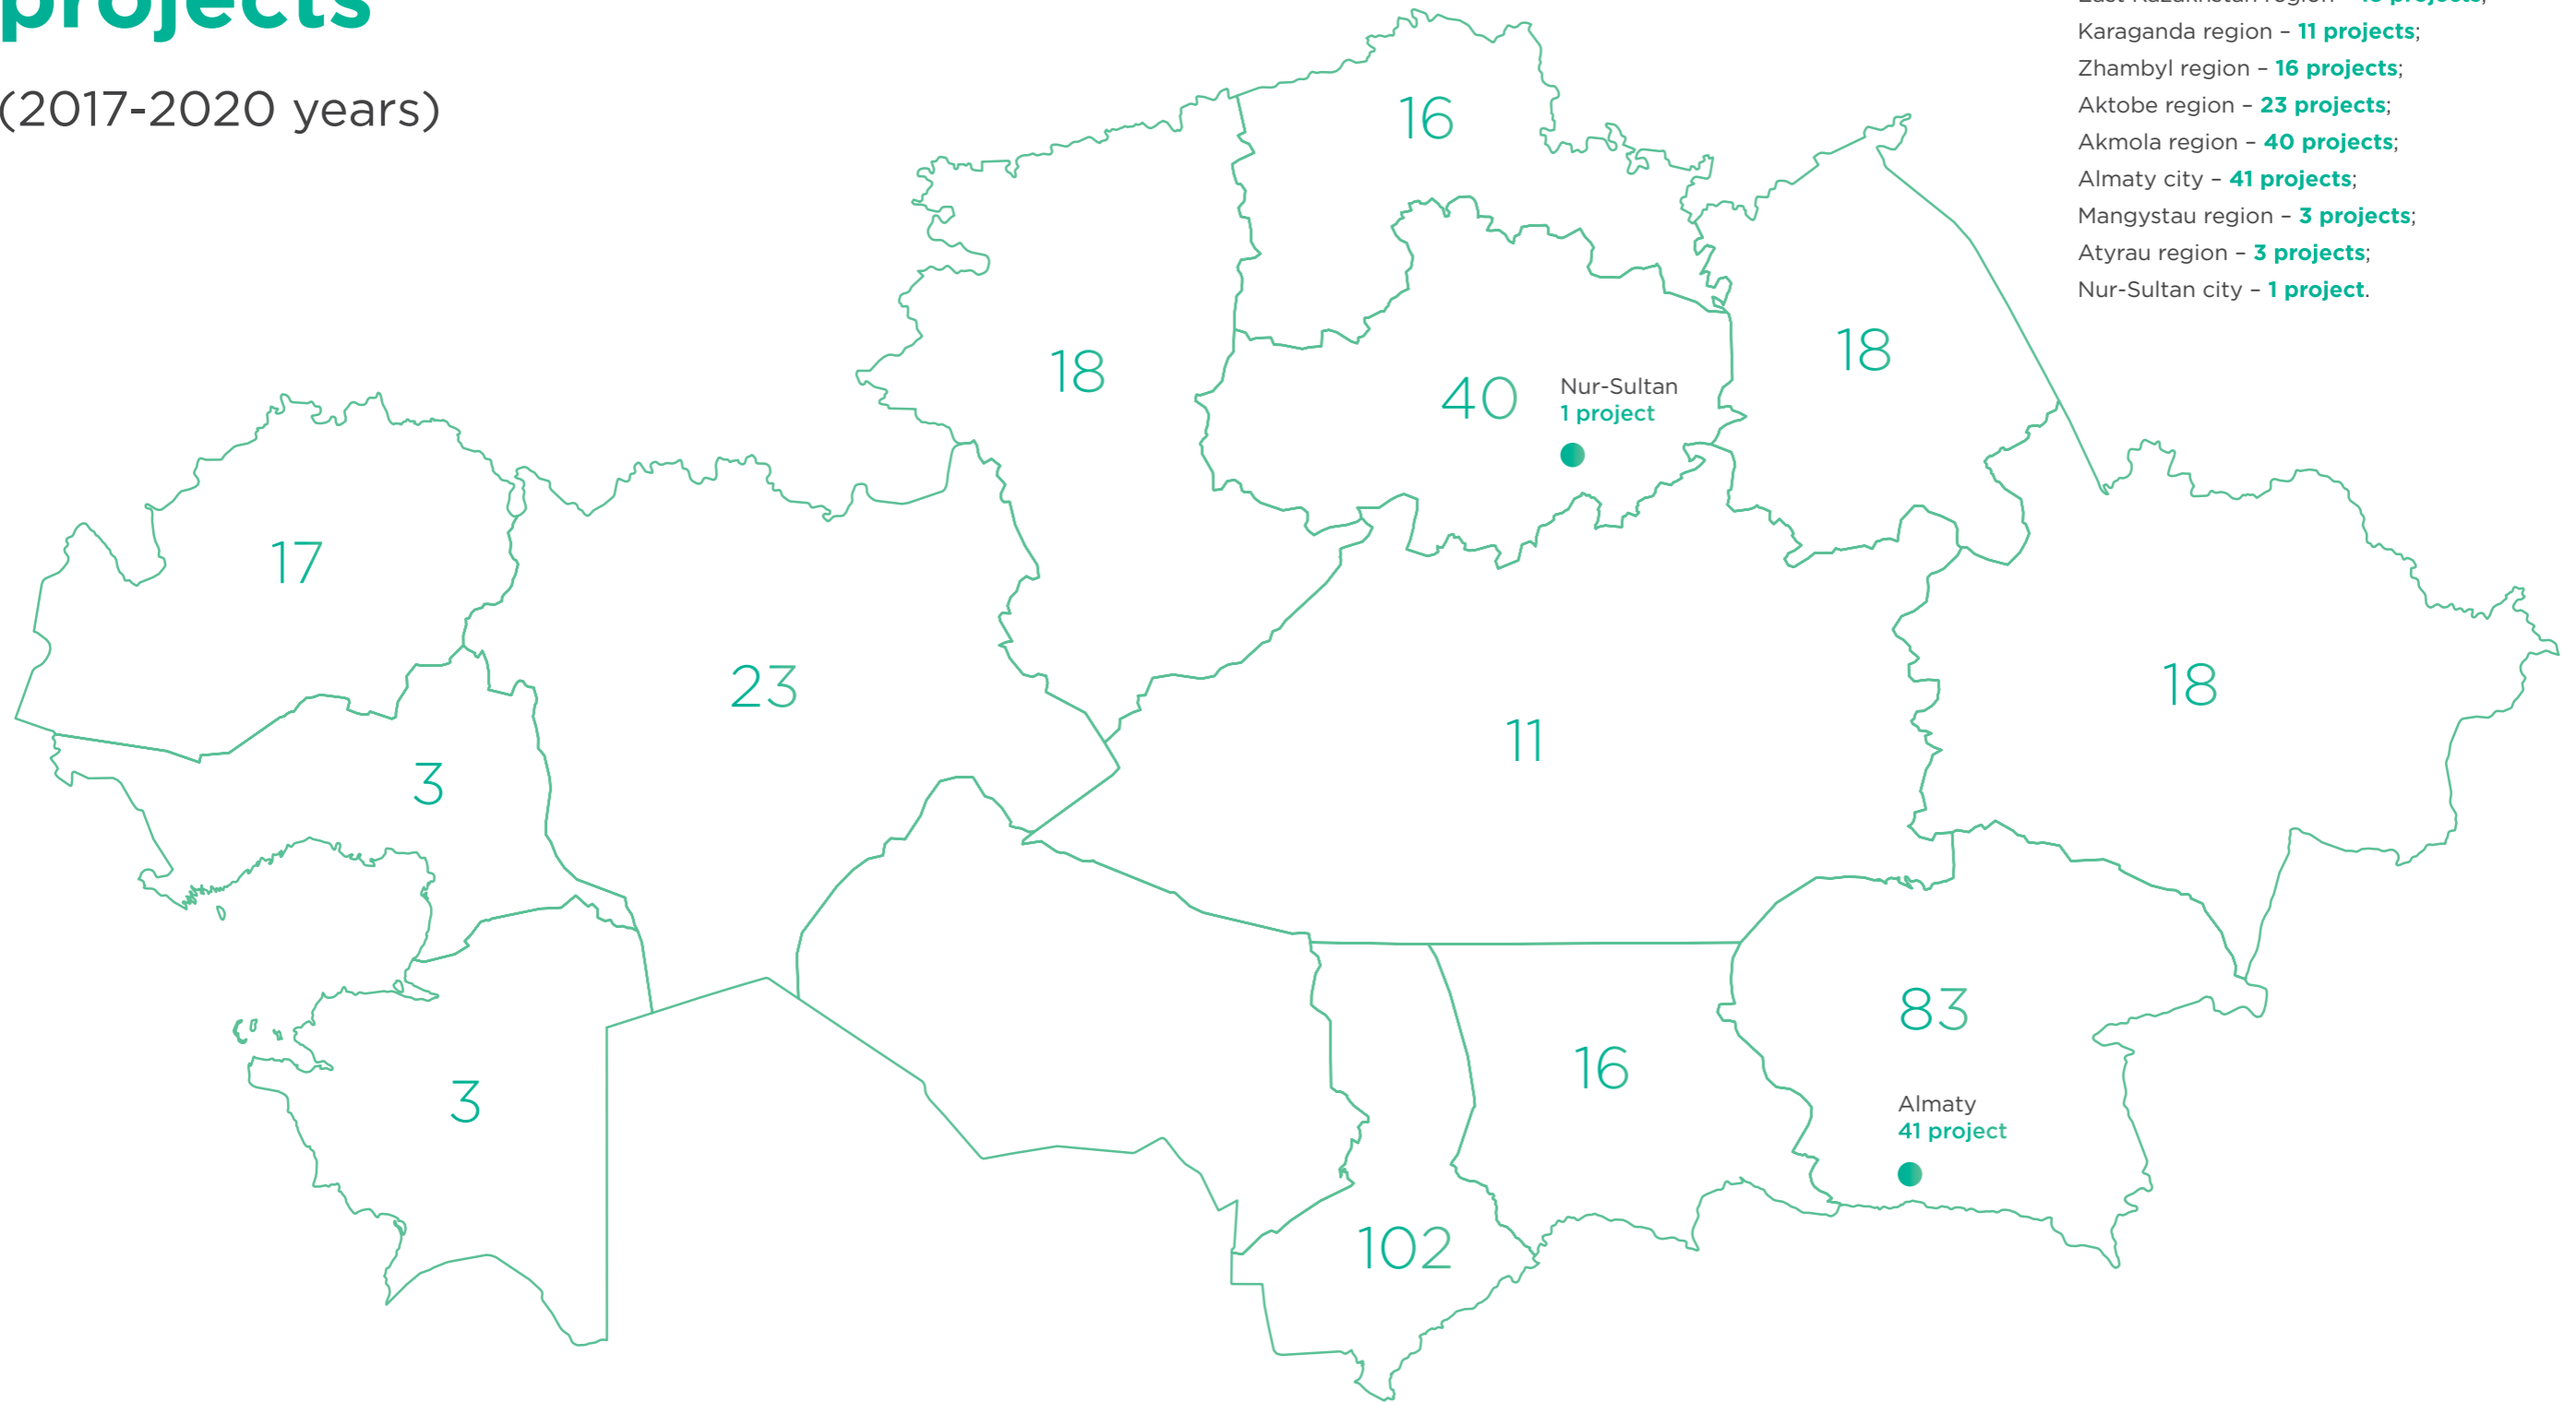 projects
(2017-2020 years)
Karaganda region – 11 projects;
Zhambyl region – 16 projects;
Aktobe region – 23 projects;
Akmola region – 40 projects;
Almaty city – 41 projects;
Mangystau region – 3 projects;
Atyrau region – 3 projects;
Nur-Sultan city – 1 project.
16
18
18
40
Nur-Sultan
1 project
17
23
18
11
3
83
16
3
Almaty
41 project
102